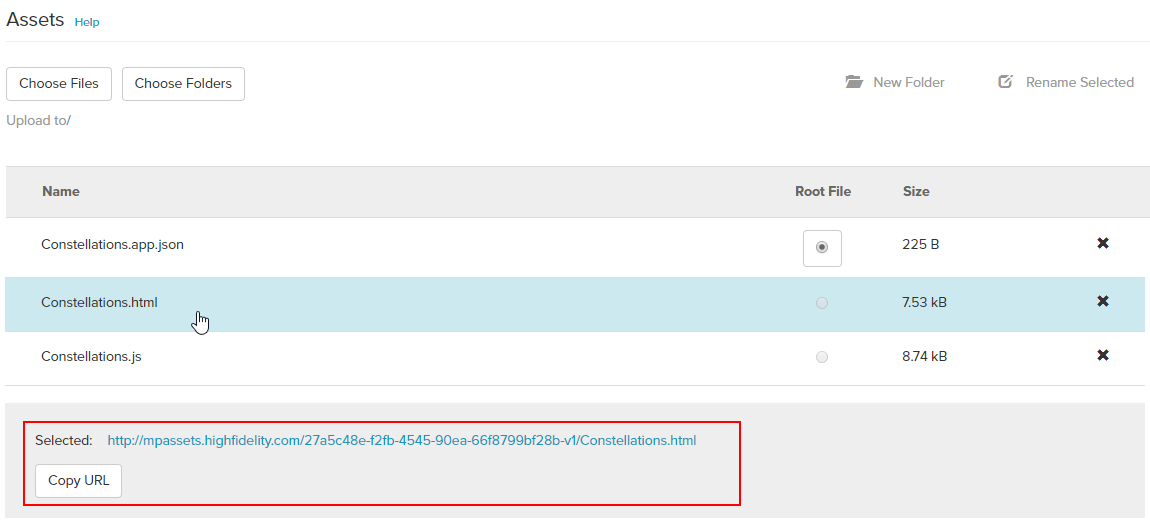 Assets Help
Choose Files Choose Folders New Folder Rename Selected
Upload to/
Name Root File Size
Constellations.app.json 225 B
Constellations.html 7.53 kB
Constellations.js 8.74 kB
Selected: http://mpassets.highfidelity.com/27a5c48e-f2fb-4545-90ea-66f8799bf28b-v1/Constellations.html
Copy URL